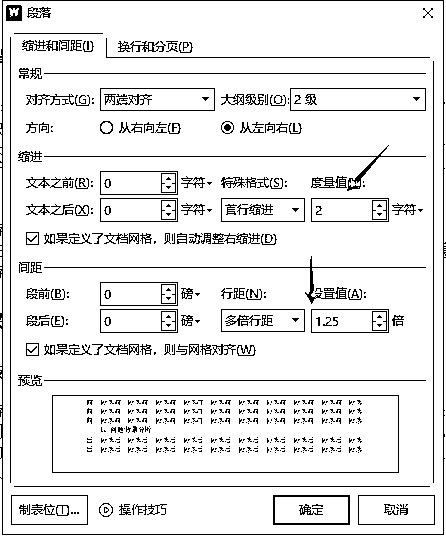 W 段落
缩进和间距(I) 换行和分页(P)
常规
对齐方式(G): 两端对齐 大纲级别(O): 2 级
方向: 从右向左(F) 从左向右(L)
缩进
文本之前(R): 0 字符 特殊格式(S): 度量值
文本之后(X): 0 字符 首行缩进 2 字符
如果定义了文档网格，则自动调整右缩进(D)
间距
段前(B): 0 磅 行距(N): 设置值(A):
段后(E): 0 磅 多倍行距 1.25 倍
如果定义了文档网格，则与网格对齐(W)
预览
制表位(T)... 操作技巧 确定 取消